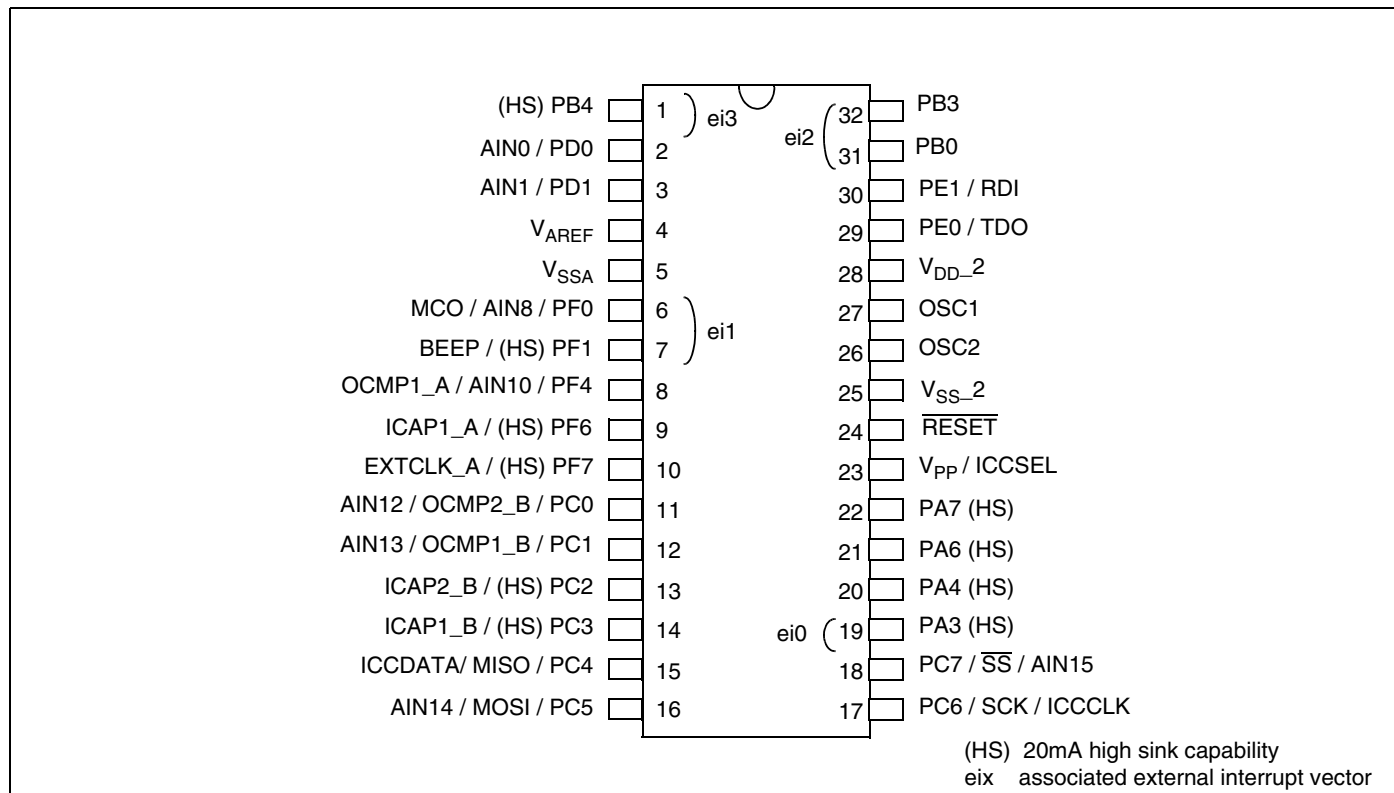 (HS) PB4 1 ei3 ei2 32 PB3
AIN0 / PD0 2 31 PB0
AIN1 / PD1 3 30 PE1 / RDI
VAREF 4 29 PE0 / TDO
VSSA 5 28 VDD_2
MCO / AIN8 / PF0 6 ei1 27 OSC1
BEEP / (HS) PF1 7 26 OSC2
OCMP1_A / AIN10 / PF4 8 25 VSS_2
ICAP1_A / (HS) PF6 9 24 RESET
EXTCLK_A / (HS) PF7 10 23 VPP / ICCSEL
AIN12 / OCMP2_B / PC0 11 22 PA7 (HS)
AIN13 / OCMP1_B / PC1 12 21 PA6 (HS)
ICAP2_B / (HS) PC2 13 20 PA4 (HS)
ICAP1_B / (HS) PC3 14 ei0 19 PA3 (HS)
ICCDATA/ MISO / PC4 15 18 PC7 / SS / AIN15
AIN14 / MOSI / PC5 16 17 PC6 / SCK / ICCCLK
(HS) 20mA high sink capability
eix associated external interrupt vector